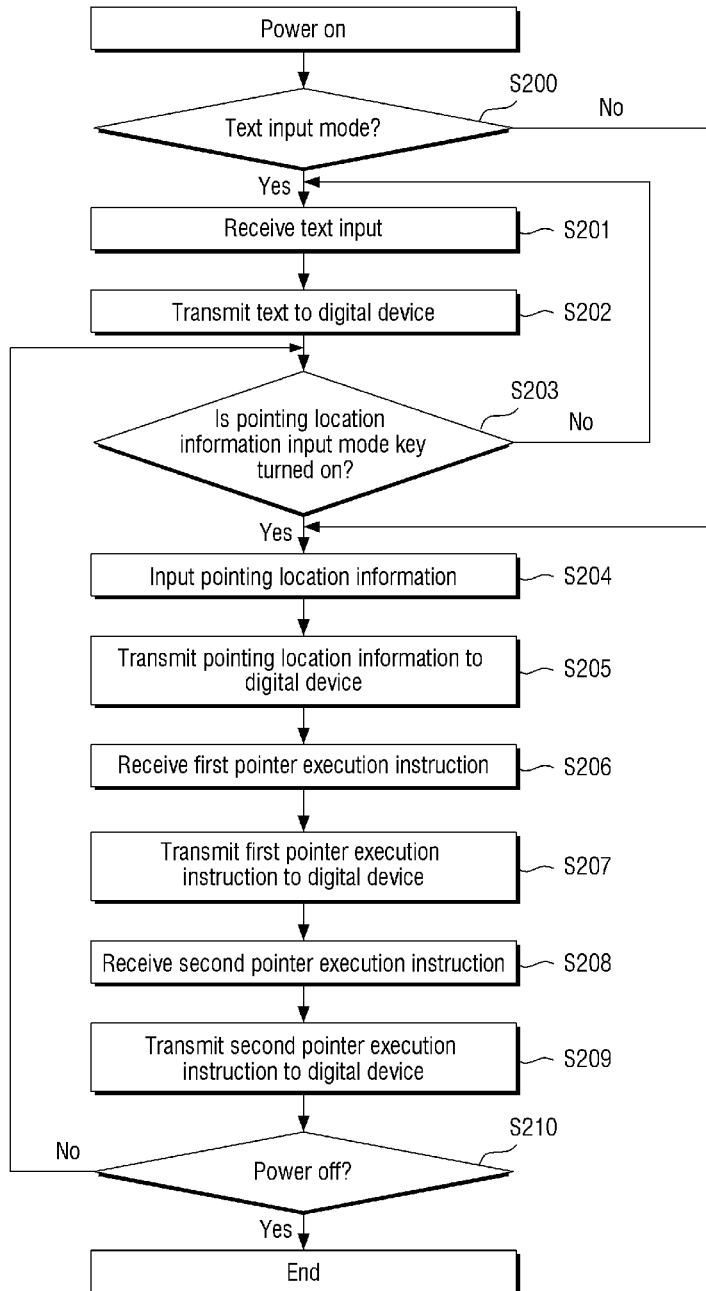 Power on
S200
Text input mode?
No
Yes
Receive text input
S201
Transmit text to digital device
S202
S203
Is pointing location
information input mode key
turned on?
No
Yes
Input pointing location information
S204
Transmit pointing location information to
digital device
S205
Receive first pointer execution instruction
S206
Transmit first pointer execution
instruction to digital device
S207
Receive second pointer execution instruction
S208
Transmit second pointer execution
instruction to digital device
S209
S210
No
Power off?
Yes
End